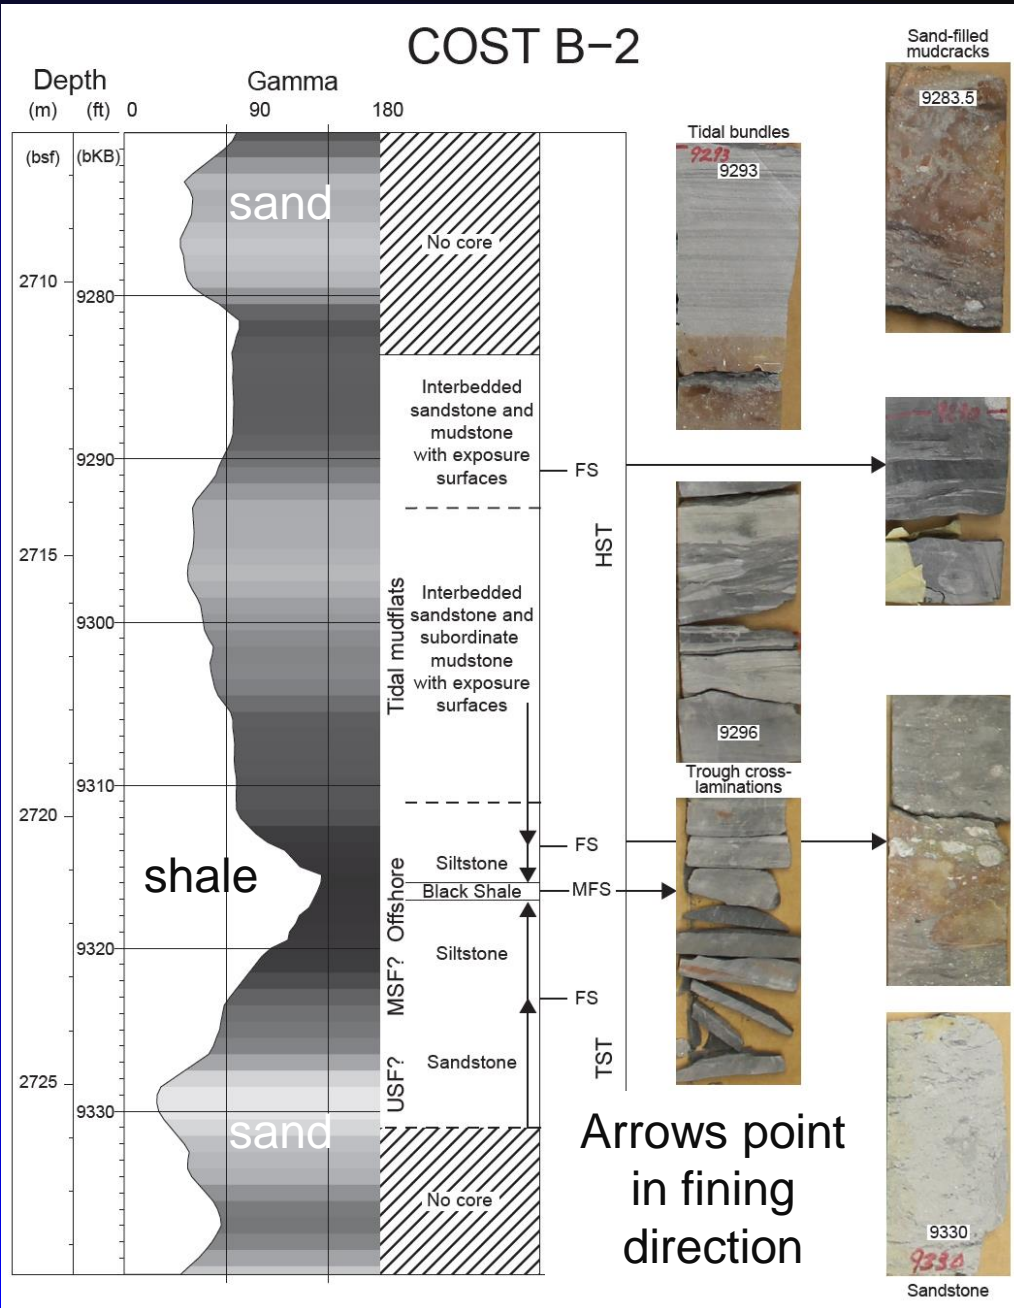 COST B−2
Depth
(m)
(ft)
Gamma
0
90
180
(bsf)
(bKB)
2710
2715
2720
2725
9280
9290
9300
9310
9320
9330
sand
shale
sand
No core
Interbedded
sandstone and
mudstone
with exposure
surfaces
Interbedded
sandstone and
subordinate
mudstone
with exposure
surfaces
Siltstone
Black Shale
Siltstone
Sandstone
No core
Tidal mudflats
Offshore
MSF?
USF?
FS
FS
MFS
FS
HST
TST
Tidal bundles
9293
9293
9296
Trough cross-
laminations
Sand-filled
mudcracks
9283.5
9290
9330
9330
Sandstone
Arrows point
in fining
direction